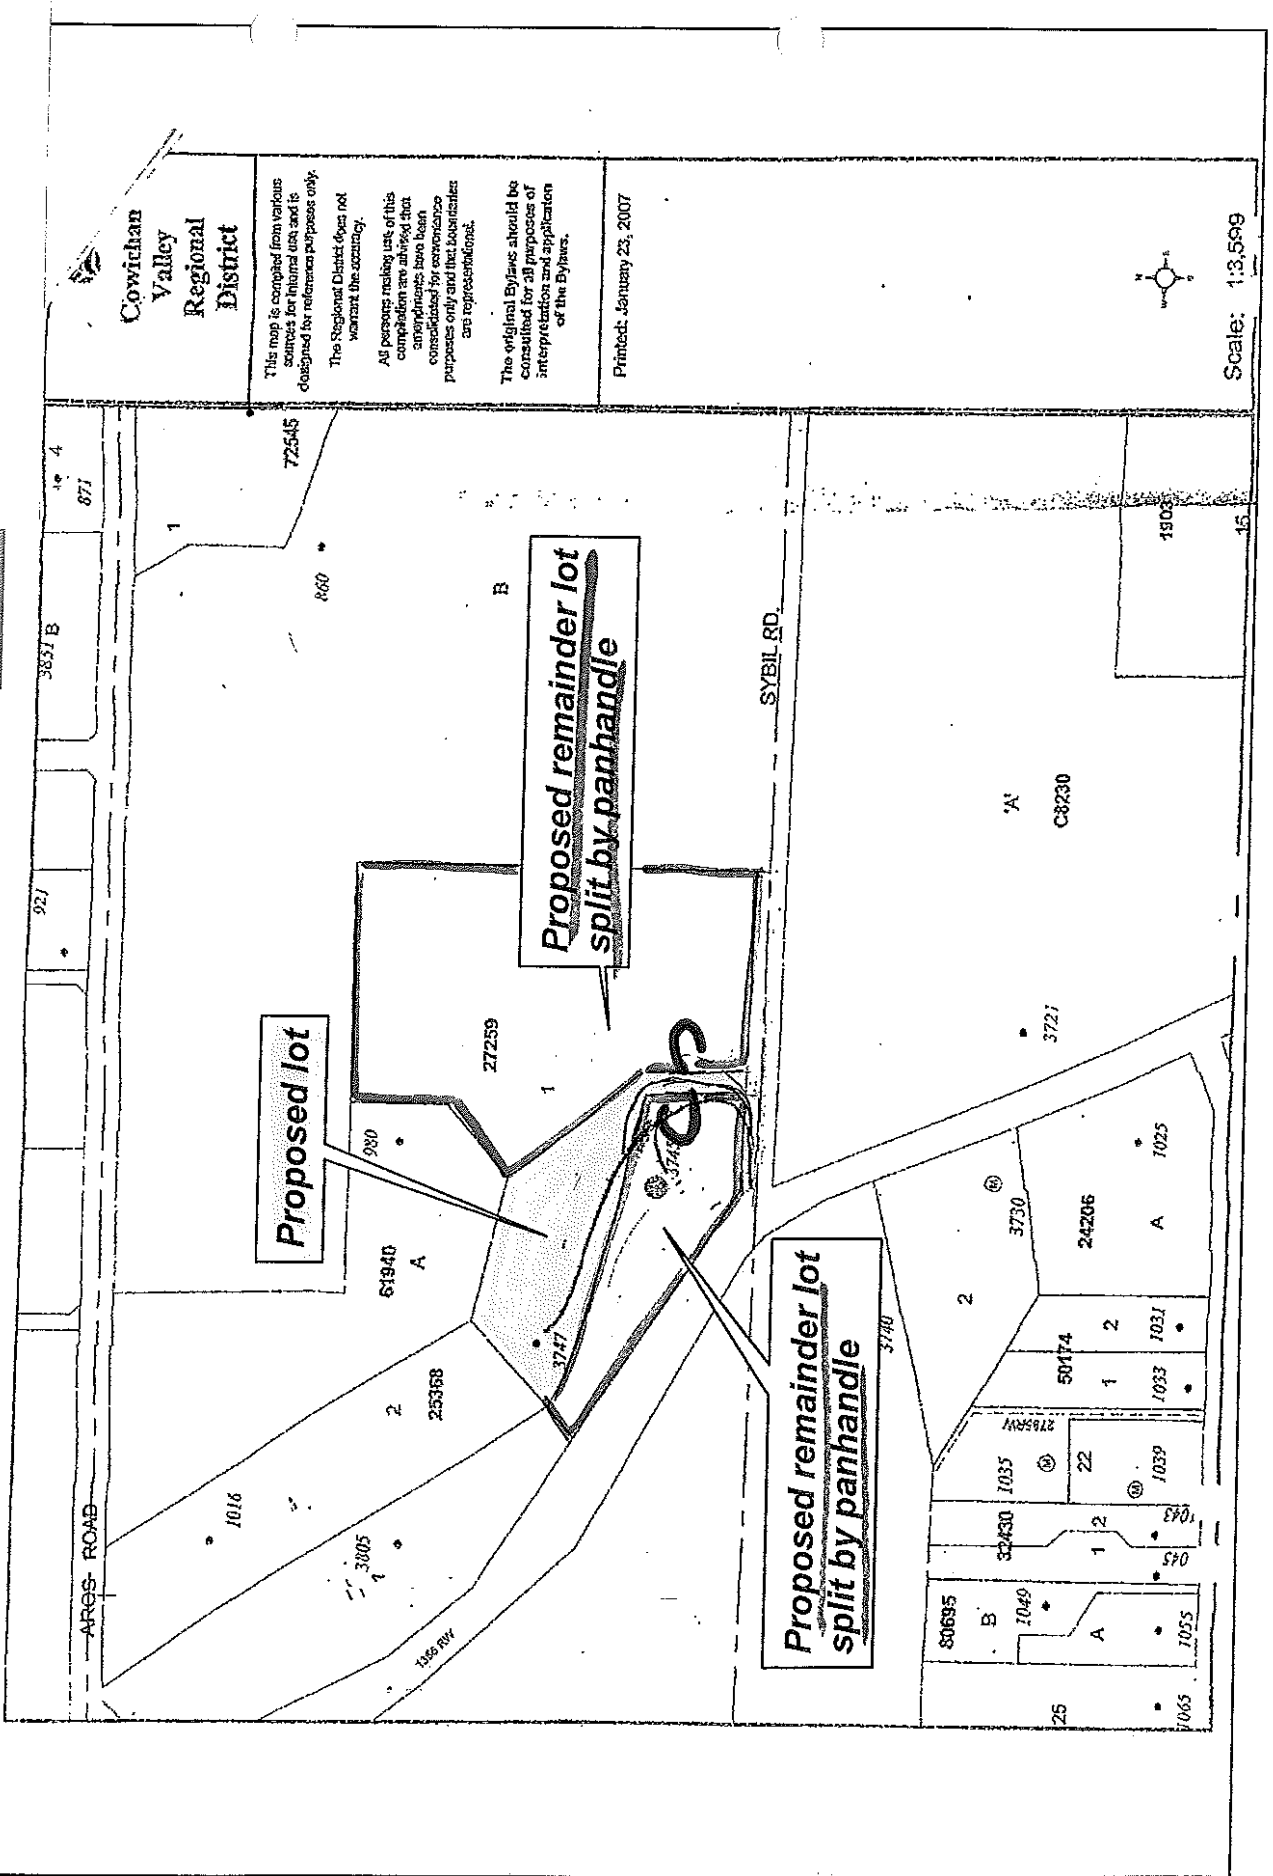 Cowichan
Valley
Regional
District
This map is compiled from various
sources for internal use and is
designed for reference purposes only.
The Regional District does not
warrant the accuracy.
All persons making use of this
compilation are advised that
amendments have been
consolidated for convenience
purposes only and that boundaries
are representational.
The original Bylaws should be
consulted for all purposes of
interpretation and application
of the Bylaws.
Printed: January 23, 2007
N
Scale: 1:3,599
4
871
3851 B
921
AROS ROAD
1
72545
860
B
Proposed remainder lot
split by panhandle
Proposed lot
27259
1
980
61940
A
3747
2
25368
1016
3805
1
1356 RW
SYBIL RD.
1903
15
'A'
C8230
3721
Proposed remainder lot
split by panhandle
3740
2
M
3730
24206
A
1025
50174
2
1031
1
1033
2785RW
1035
M
22
M
1039
32430
2
1043
1
045
80695
B
1049
A
1055
25
1065